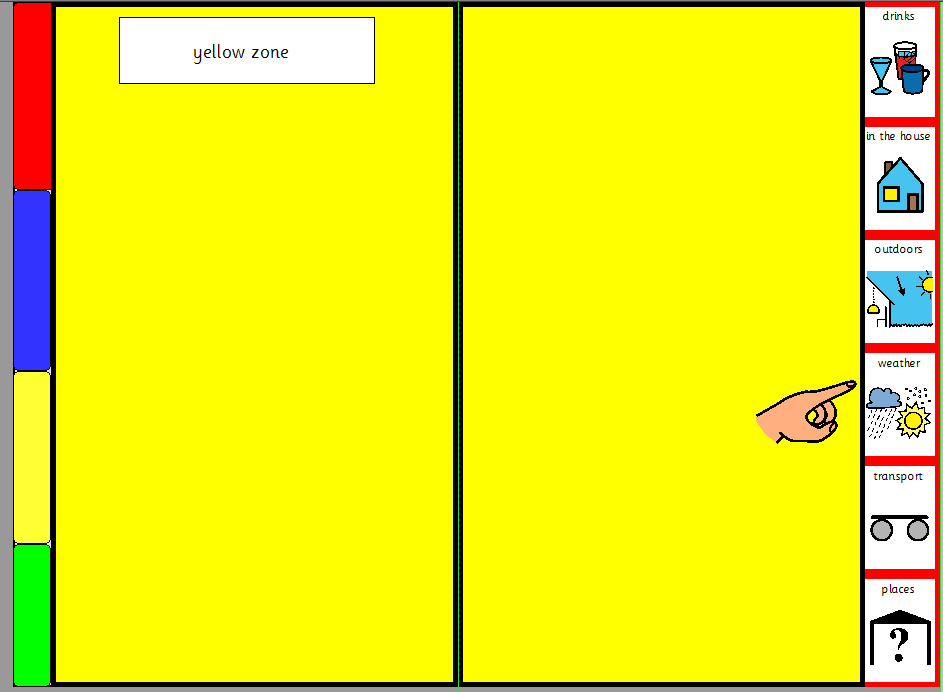 yellow zone
drinks
in the house
outdoors
weather
transport
places
?